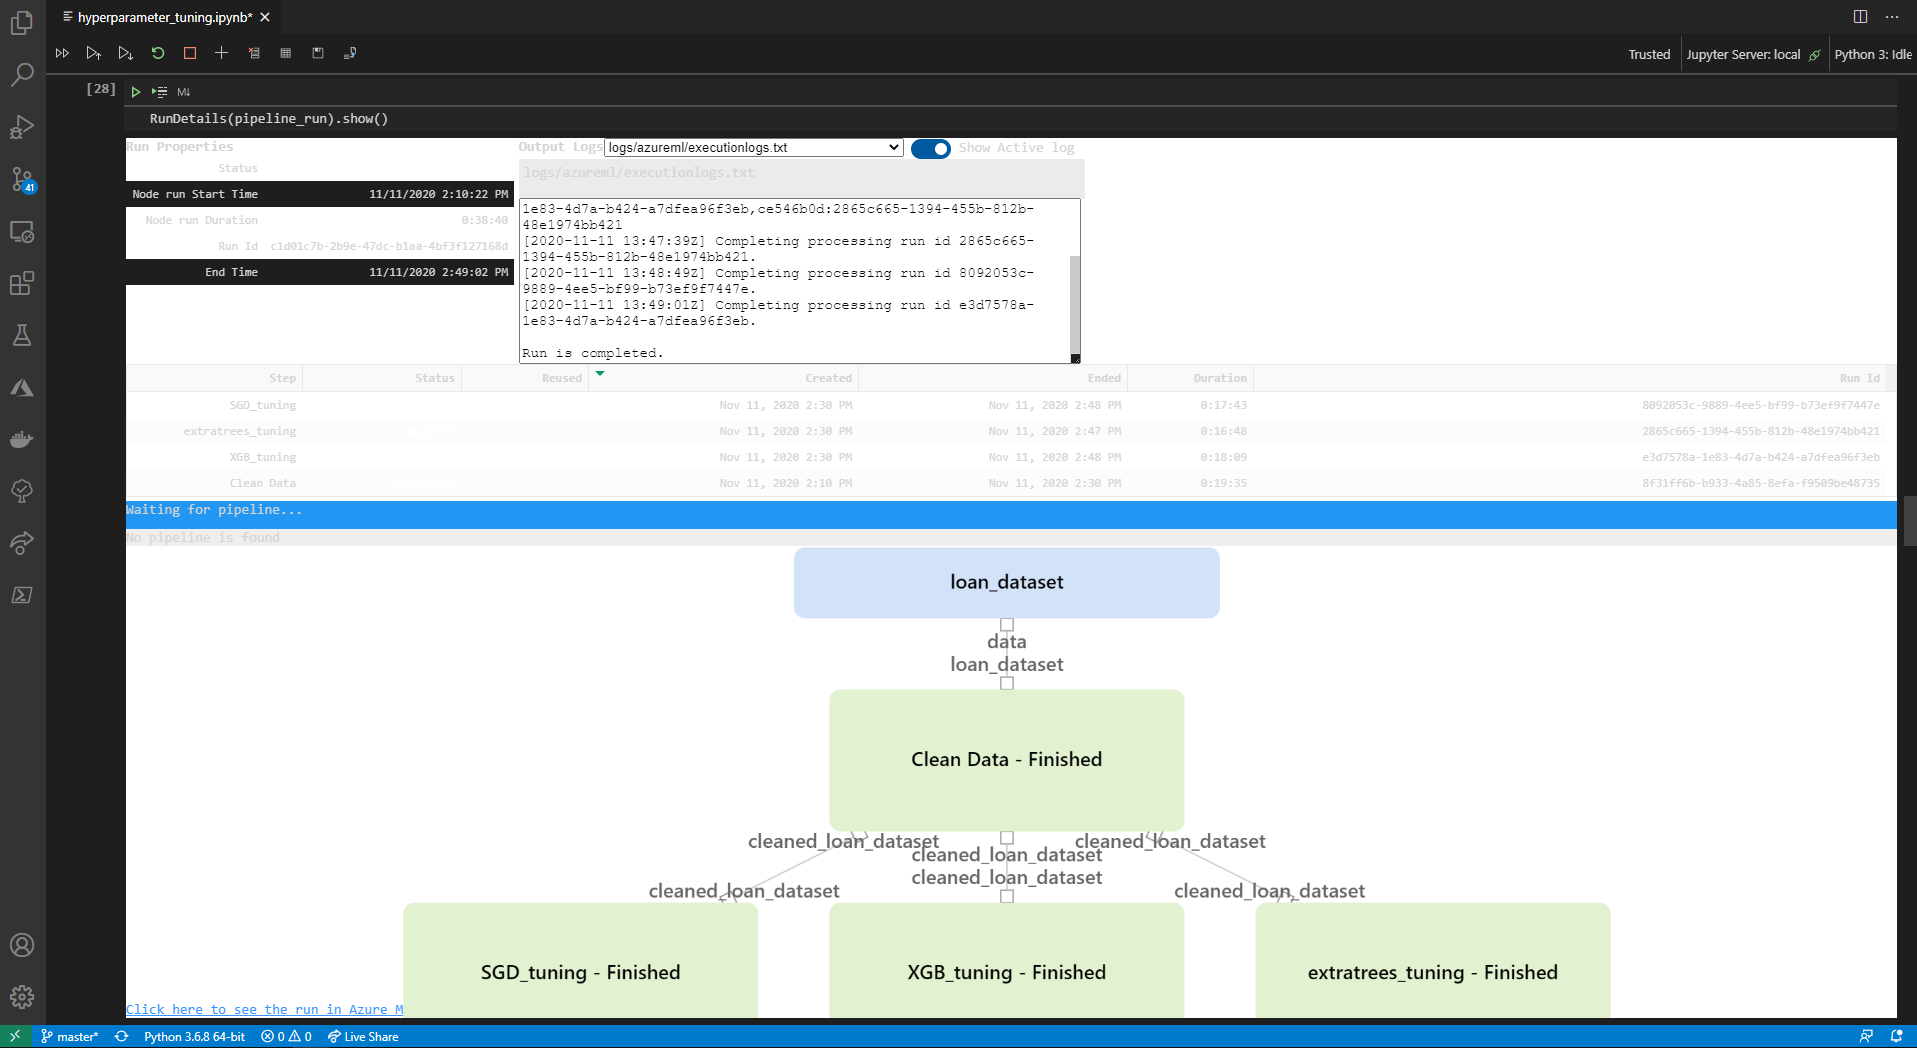 hyperparameter_tuning.ipynb*
Trusted
Jupyter Server: local
Python 3: Idle
41
[28]
M↓
RunDetails(pipeline_run).show()
Run Properties
Status
Node run Start Time 11/11/2020 2:10:22 PM
Node run Duration 0:38:40
Run Id c1d01c7b-2b9e-47dc-b1aa-4bf3f127168d
End Time 11/11/2020 2:49:02 PM
Output Logs logs/azureml/executionlogs.txt Show Active log
logs/azureml/executionlogs.txt
1e83-4d7a-b424-a7dfea96f3eb,ce546b0d:2865c665-1394-455b-812b-
48e1974bb421
[2020-11-11 13:47:39Z] Completing processing run id 2865c665-
1394-455b-812b-48e1974bb421.
[2020-11-11 13:48:49Z] Completing processing run id 8092053c-
9889-4ee5-bf99-b73ef9f7447e.
[2020-11-11 13:49:01Z] Completing processing run id e3d7578a-
1e83-4d7a-b424-a7dfea96f3eb.
Run is completed.
Step Status Reused Created Ended Duration Run Id
SGD_tuning Nov 11, 2020 2:30 PM Nov 11, 2020 2:48 PM 0:17:43 8092053c-9889-4ee5-bf99-b73ef9f7447e
extratrees_tuning Nov 11, 2020 2:30 PM Nov 11, 2020 2:47 PM 0:16:48 2865c665-1394-455b-812b-48e1974bb421
XGB_tuning Nov 11, 2020 2:30 PM Nov 11, 2020 2:48 PM 0:18:09 e3d7578a-1e83-4d7a-b424-a7dfea96f3eb
Clean Data Nov 11, 2020 2:10 PM Nov 11, 2020 2:30 PM 0:19:35 8f31ff6b-b933-4a85-8efa-f9509be48735
Waiting for pipeline...
No pipeline is found
loan_dataset
data
loan_dataset
Clean Data - Finished
cleaned_loan_dataset
cleaned_loan_dataset
cleaned_loan_dataset
cleaned_loan_dataset
cleaned_loan_dataset
cleaned_loan_dataset
SGD_tuning - Finished
XGB_tuning - Finished
extratrees_tuning - Finished
Click here to see the run in Azure M
master*
Python 3.6.8 64-bit
0
0
Live Share